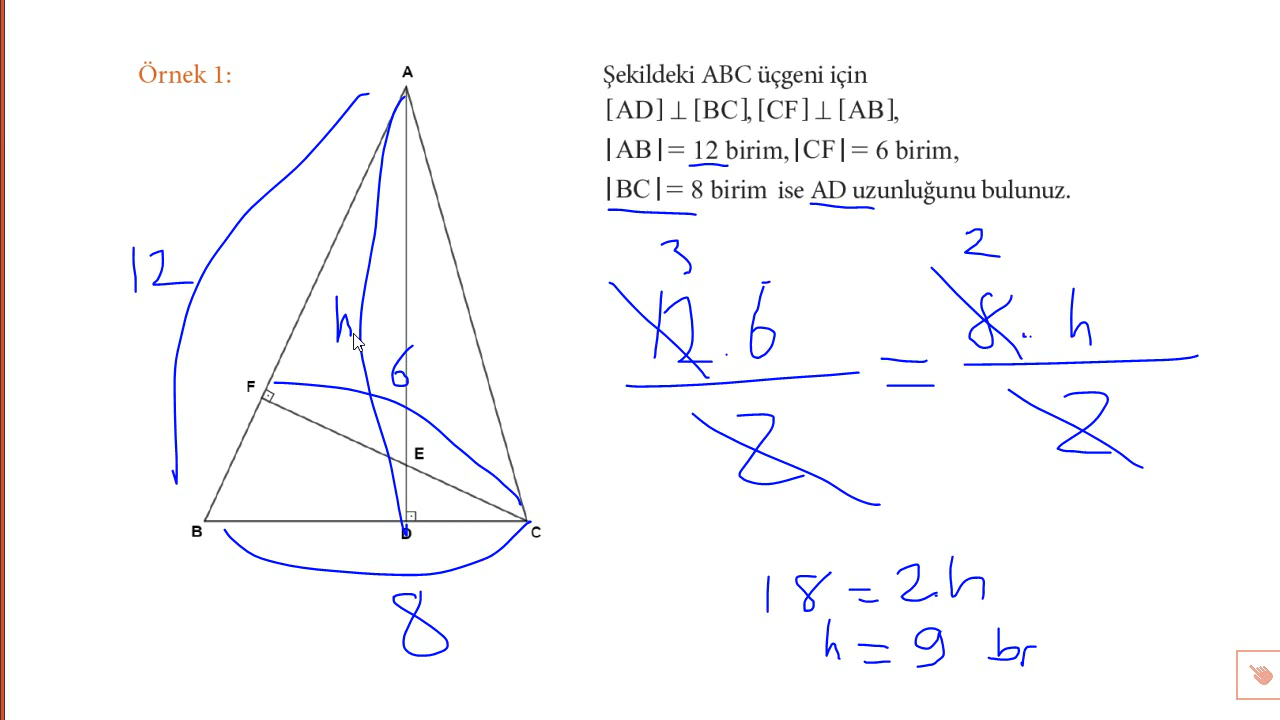 Örnek 1:
Şekildeki ABC üçgeni için
[AD] ⊥ [BC], [CF] ⊥ [AB],
|AB| = 12 birim, |CF| = 6 birim,
|BC| = 8 birim ise AD uzunluğunu bulunuz.
A
12
h
6
F
E
B
D
C
8
3 2
12 . 6 = 8 . h
2 2
18 = 2.h
h = 9 br